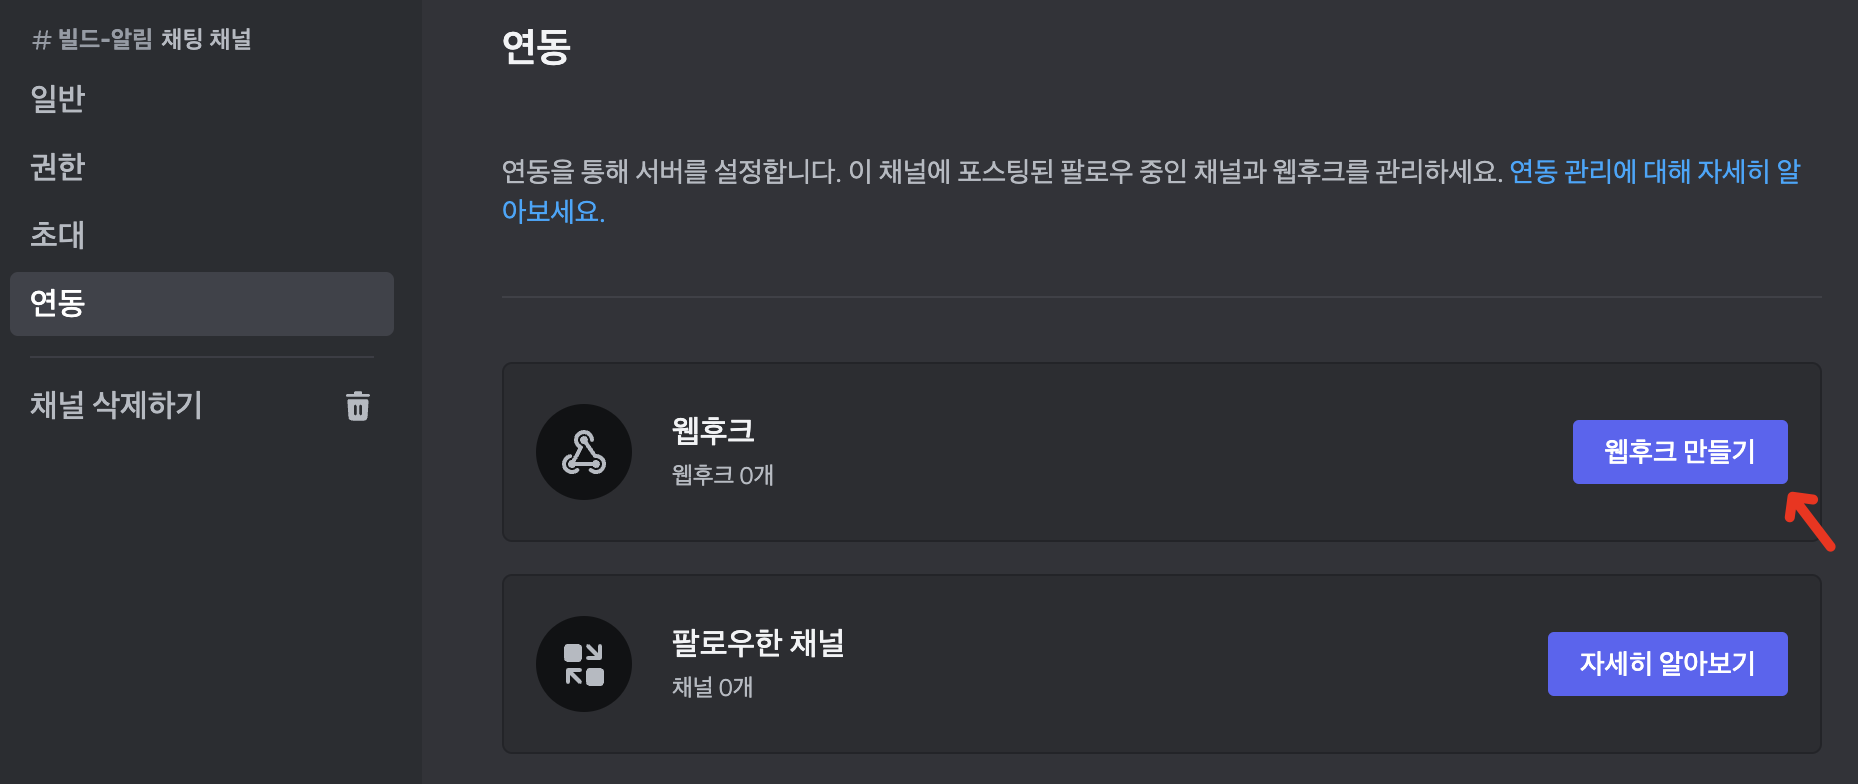 # 빌드-알림 채팅 채널
일반
권한
초대
연동
채널 삭제하기
연동
연동을 통해 서버를 설정합니다. 이 채널에 포스팅된 팔로우 중인 채널과 웹후크를 관리하세요. 연동 관리에 대해 자세히 알
아보세요.
웹후크
웹후크 0개
웹후크 만들기
팔로우한 채널
채널 0개
자세히 알아보기